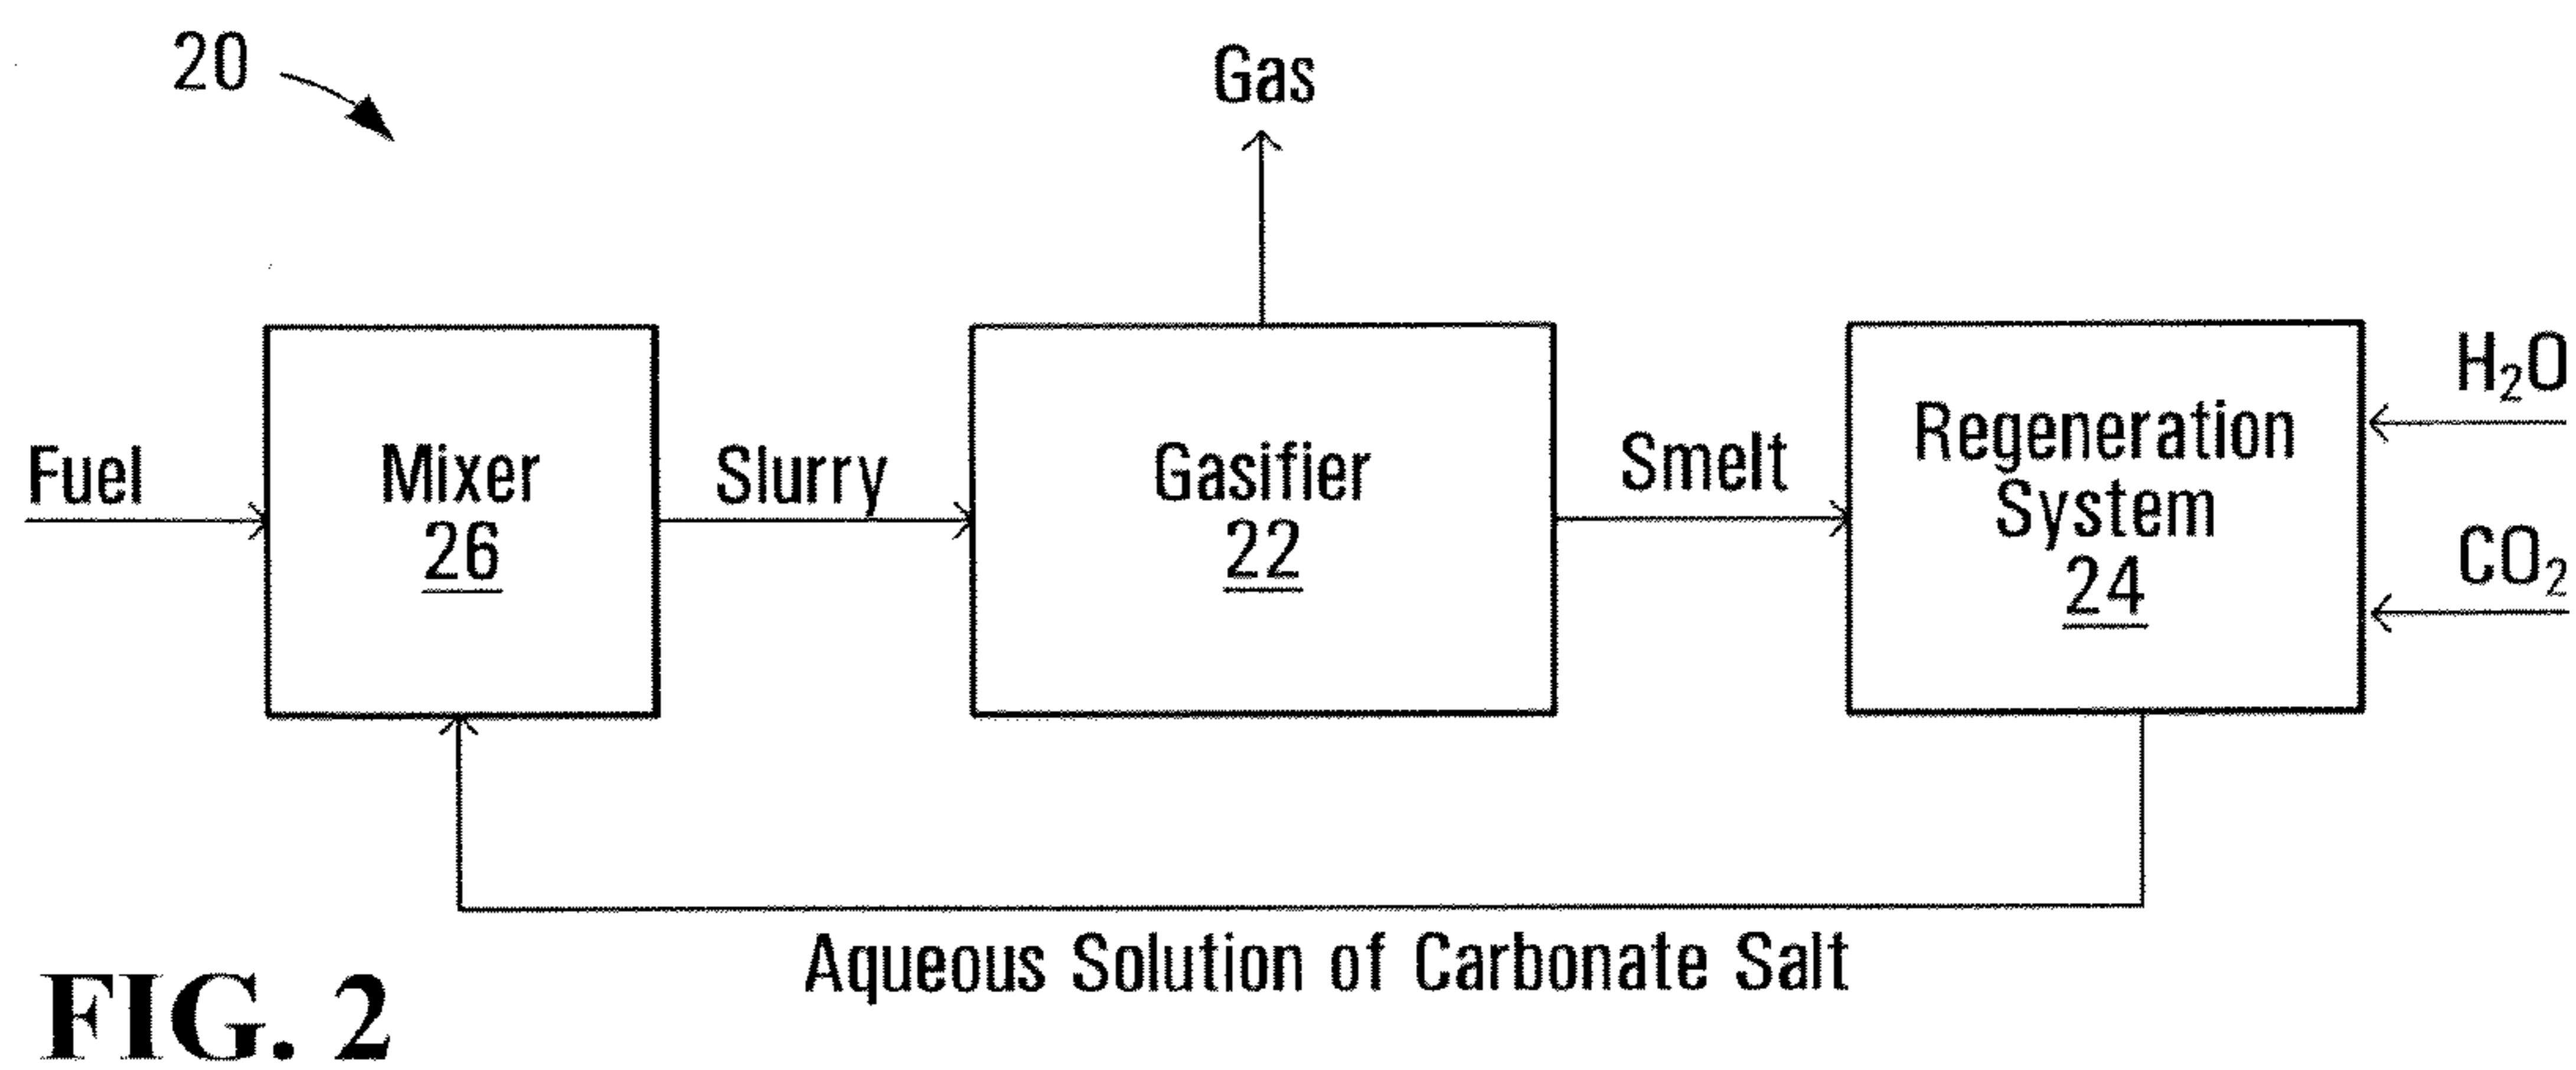 20
Gas
H₂O
Fuel
Mixer
26
Slurry
Gasifier
22
Smelt
Regeneration
System
24
CO₂
Aqueous Solution of Carbonate Salt
FIG. 2